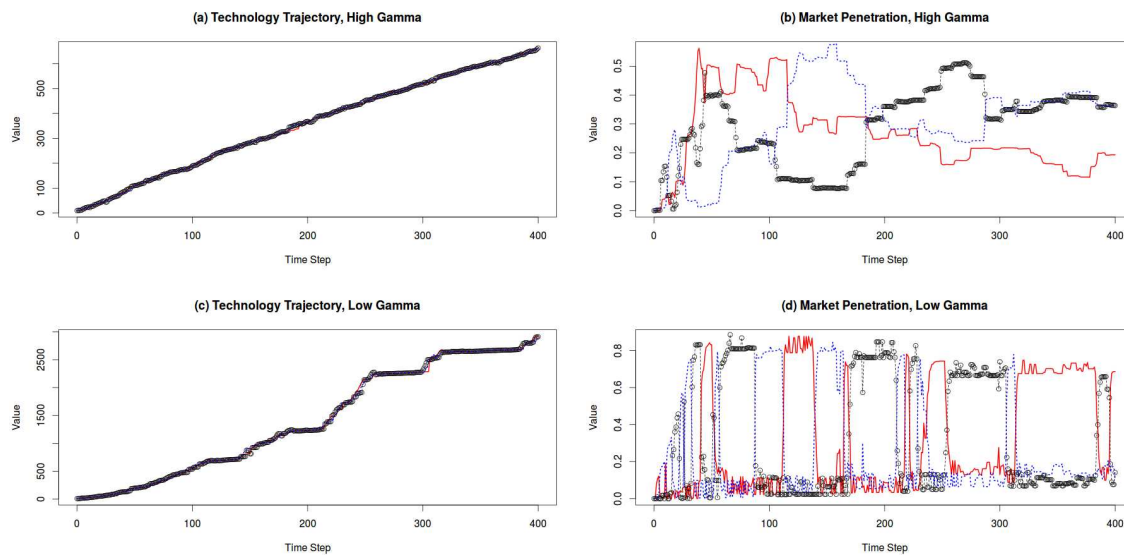 (a) Technology Trajectory, High Gamma
Value
0 100 300 500
0 100 200 300 400
Time Step
(b) Market Penetration, High Gamma
Value
0.0 0.1 0.2 0.3 0.4 0.5
0 100 200 300 400
Time Step
(c) Technology Trajectory, Low Gamma
Value
0 500 1500 2500
0 100 200 300 400
Time Step
(d) Market Penetration, Low Gamma
Value
0.0 0.2 0.4 0.6 0.8
0 100 200 300 400
Time Step